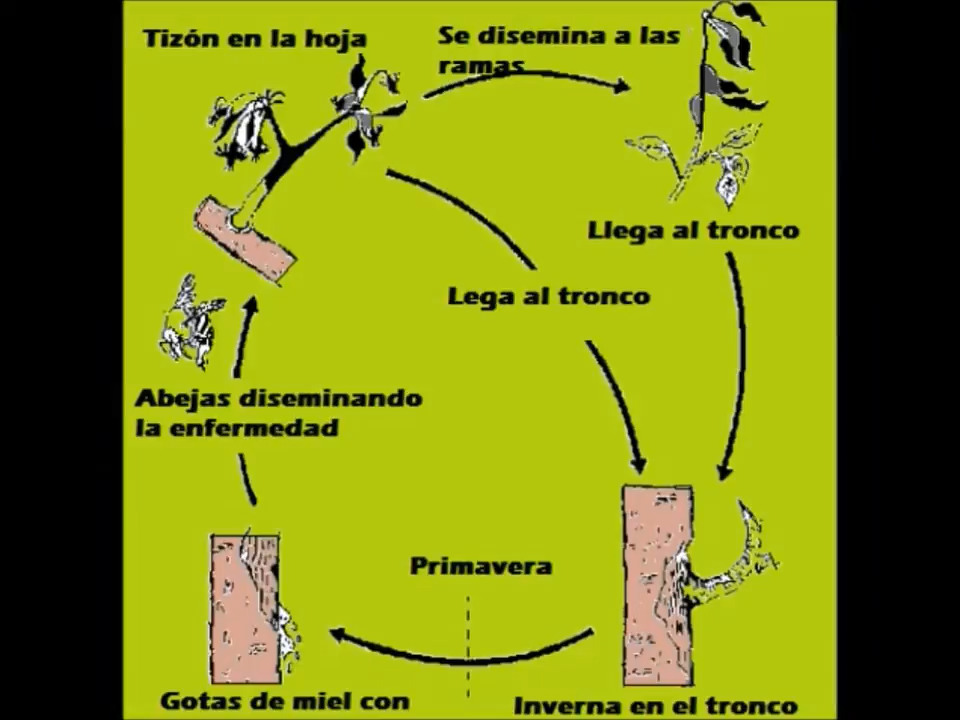 Tizón en la hoja
Se disemina a las
ramas
Llega al tronco
Lega al tronco
Abejas diseminando
la enfermedad
Primavera
Gotas de miel con
Inverna en el tronco